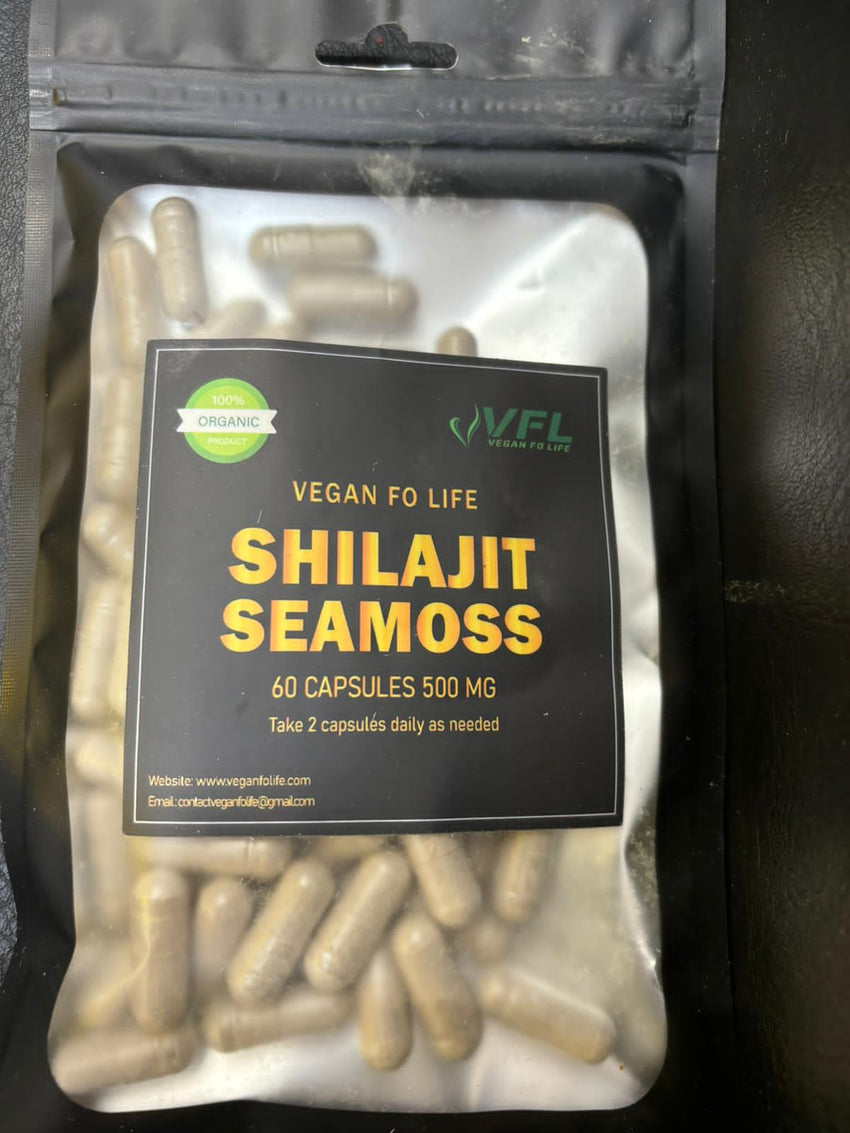 100%
ORGANIC
PRODUCT
VFL
VEGAN FO LIFE
VEGAN FO LIFE
SHILAJIT
SEAMOSS
60 CAPSULES 500 MG
Take 2 capsules daily as needed
Website: www.veganfolife.com
Email: contactveganfolife@gmail.com